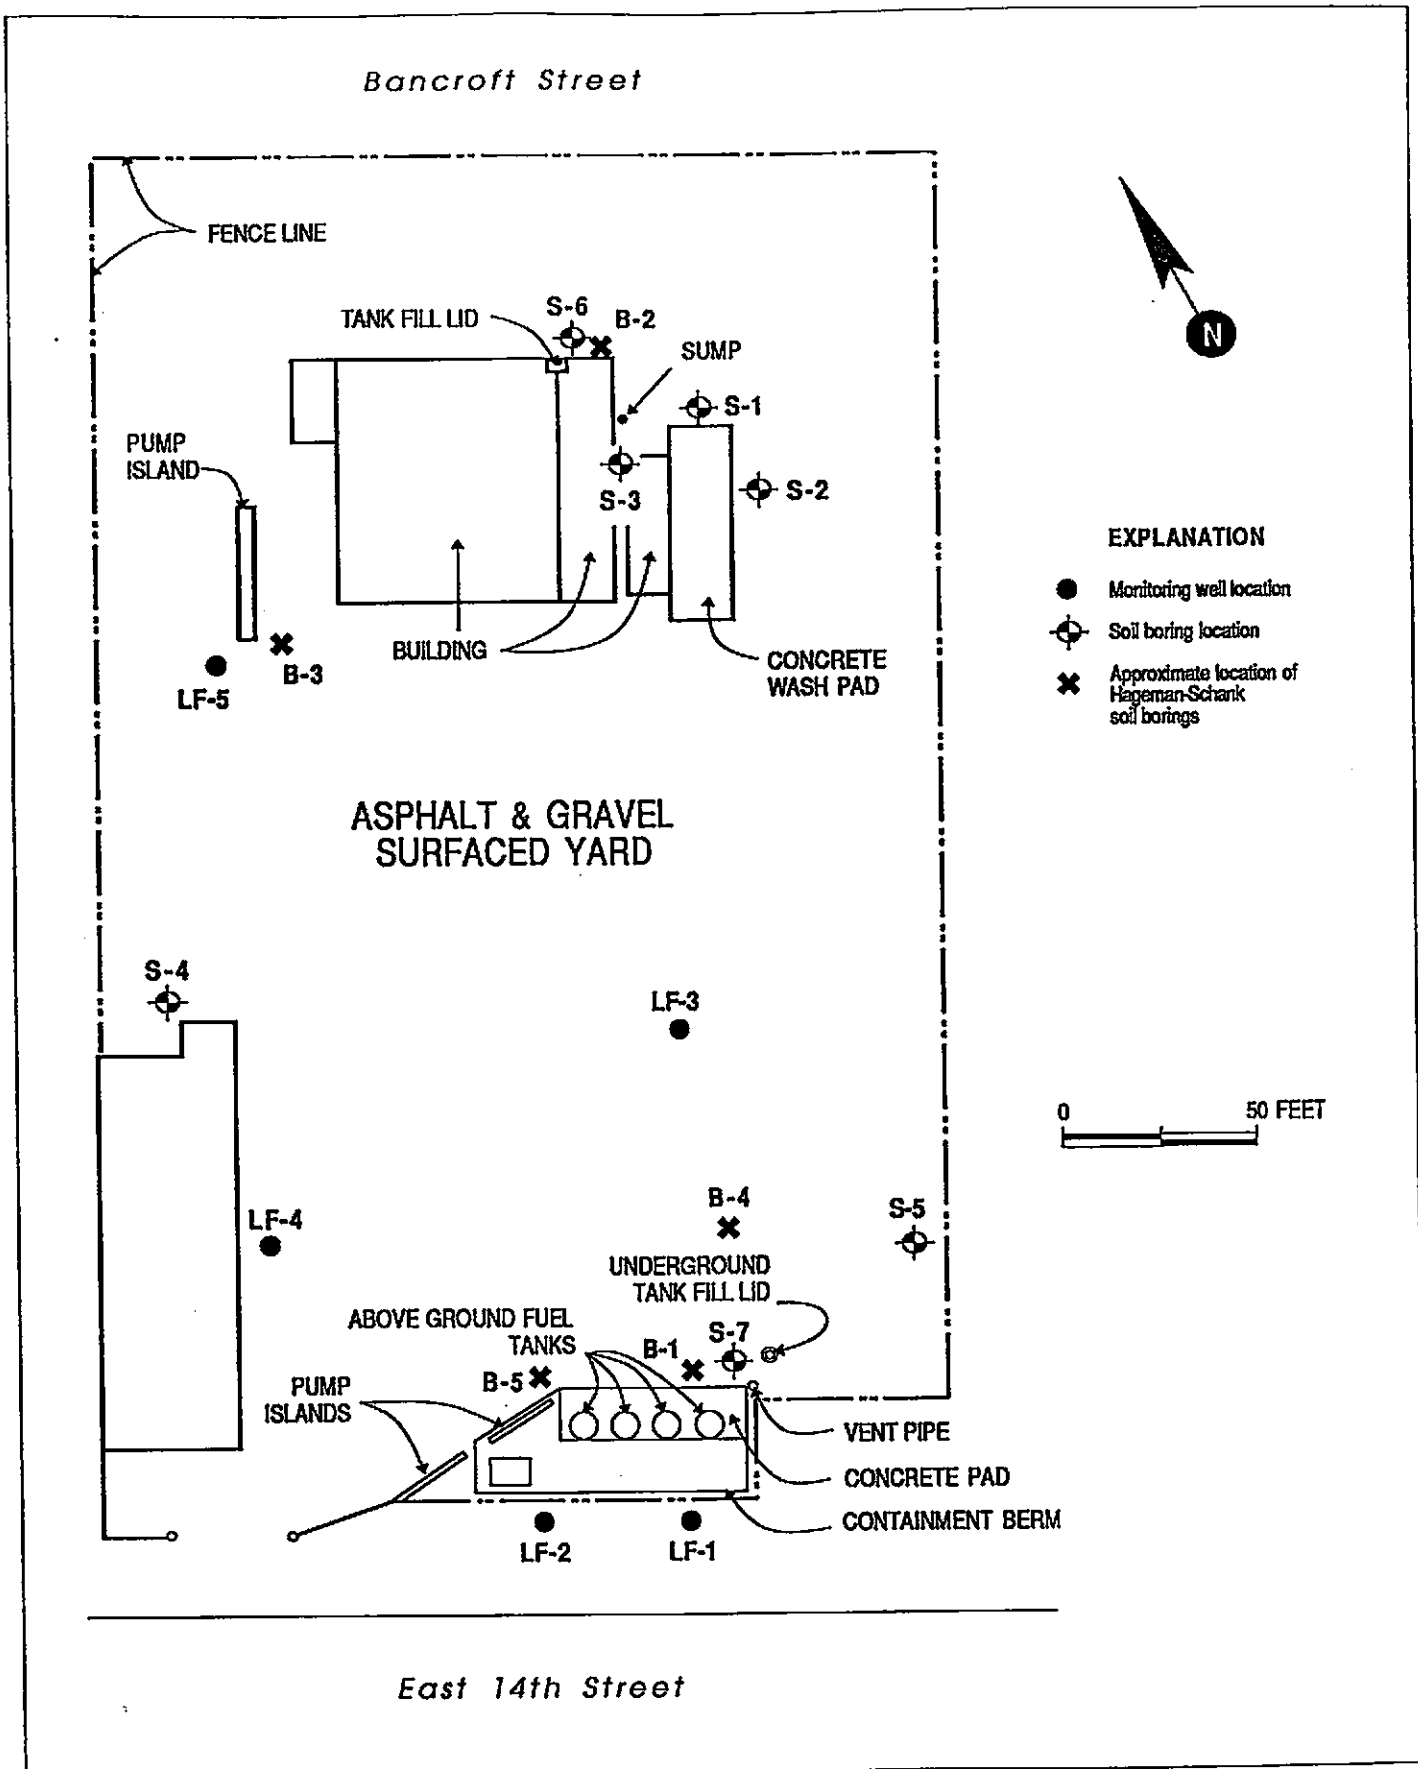 Bancroft Street
FENCE LINE
TANK FILL LID
S-6
B-2
SUMP
S-1
N
PUMP
ISLAND
S-3
S-2
EXPLANATION
Monitoring well location
Soil boring location
Approximate location of
Hageman-Schank
soil borings
BUILDING
CONCRETE
WASH PAD
B-3
LF-5
ASPHALT & GRAVEL
SURFACED YARD
S-4
LF-3
0 50 FEET
LF-4
B-4
S-5
UNDERGROUND
TANK FILL LID
ABOVE GROUND FUEL
TANKS
B-1
S-7
B-5
PUMP
ISLANDS
VENT PIPE
CONCRETE PAD
CONTAINMENT BERM
LF-2
LF-1
East 14th Street